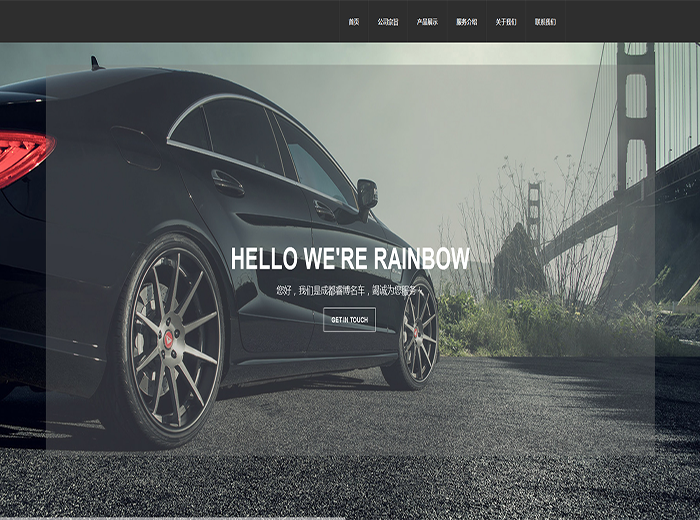 首页 公司宗旨 产品展示 服务介绍 关于我们 联系我们
HELLO WE'RE RAINBOW
您好，我们是成都睿博名车，竭诚为您服务
GET IN TOUCH